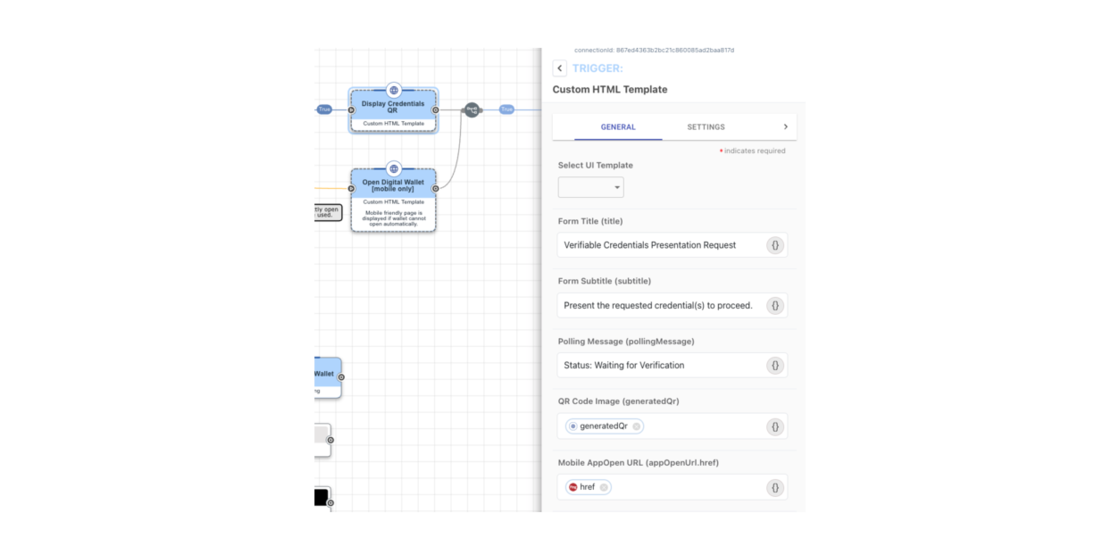 connectionId: 867ed4363b2bc21c860085ad2baa817d
TRIGGER:
Custom HTML Template
GENERAL
SETTINGS
* indicates required
Select UI Template
Form Title (title)
Verifiable Credentials Presentation Request
{}
Form Subtitle (subtitle)
Present the requested credential(s) to proceed.
{}
Polling Message (pollingMessage)
Status: Waiting for Verification
{}
QR Code Image (generatedQr)
generatedQr
{}
Mobile AppOpen URL (appOpenUrl.href)
href
{}
True
Display Credentials
QR
Custom HTML Template
True
Open Digital Wallet
[mobile only]
Custom HTML Template
Mobile friendly page is
displayed if wallet cannot
open automatically.
tly open
used.
Wallet